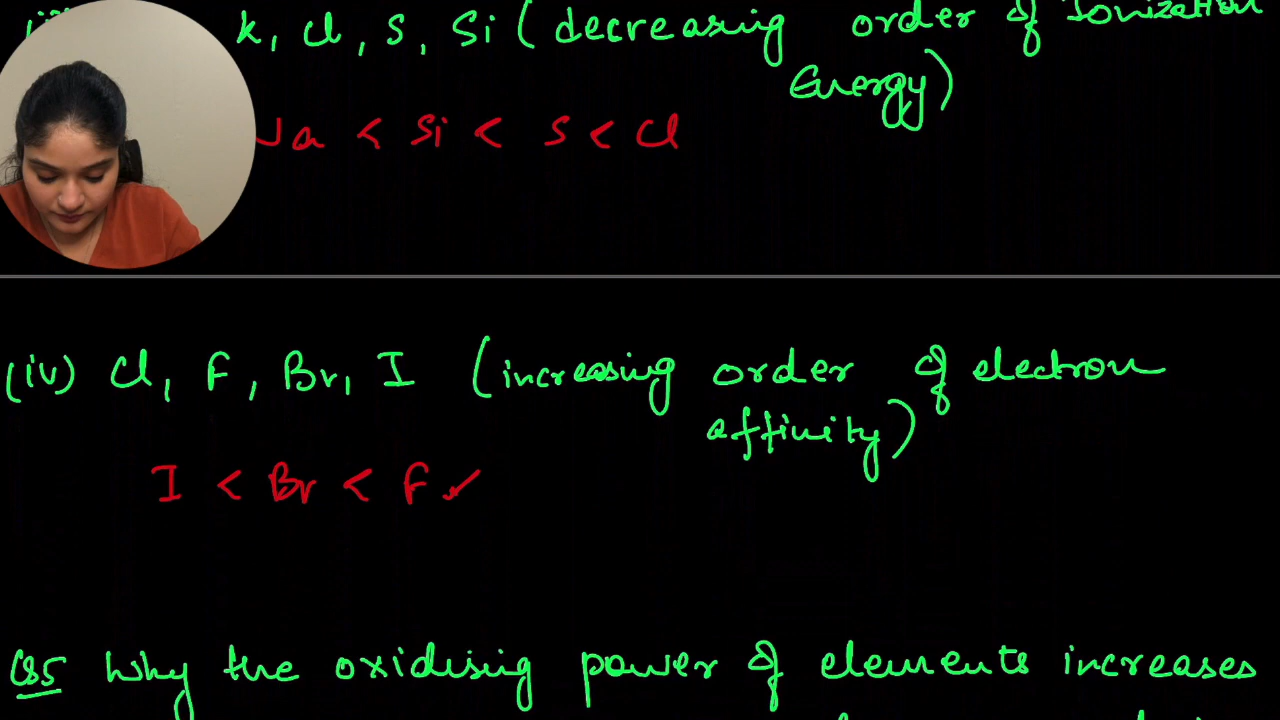 K, Cl, S, Si ( decreasing order of Ionization
Energy)
Na < Si < S < Cl
(iv) Cl, F, Br, I (increasing order of electron
affinity)
I < Br < F
Q5 Why the oxidising power of elements increases